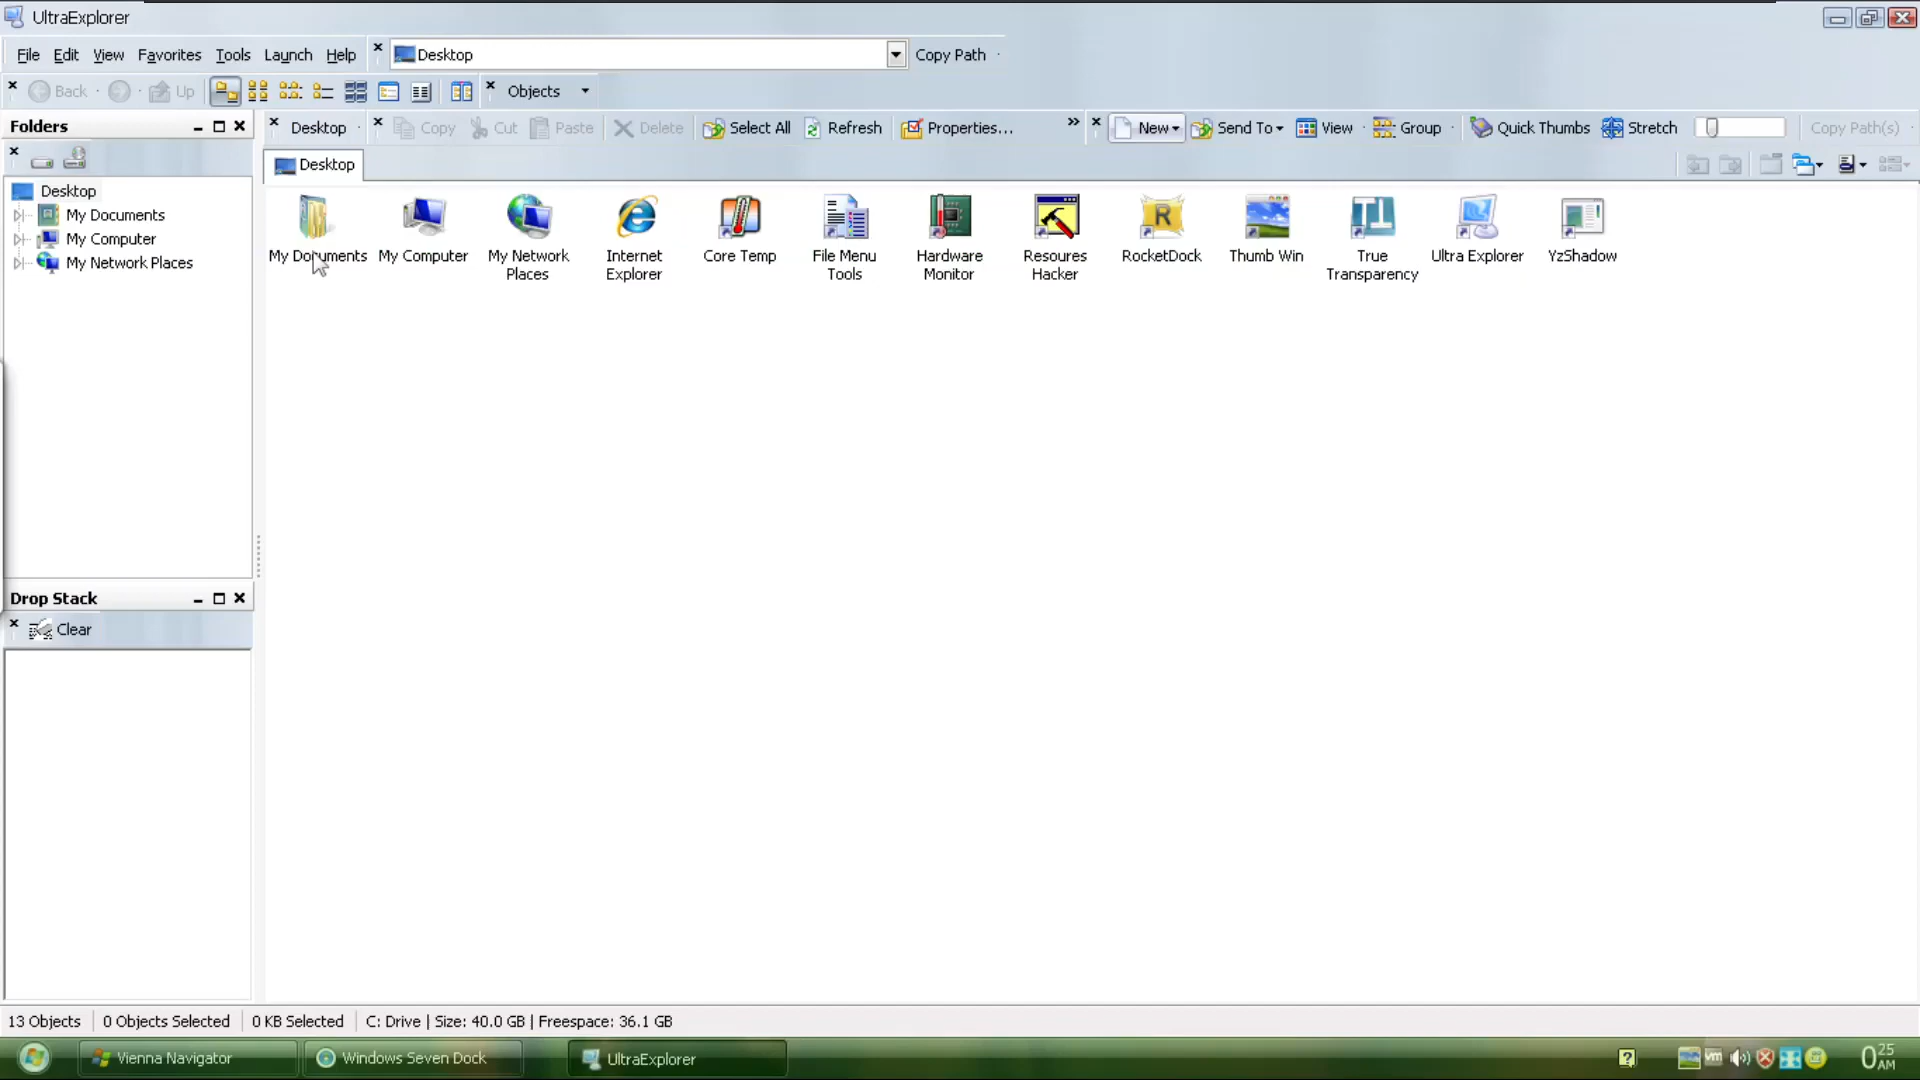 UltraExplorer
File Edit View Favorites Tools Launch Help Desktop Copy Path
Back Up Objects
Folders Desktop Copy Cut Paste Delete Select All Refresh Properties... New Send To View Group Quick Thumbs Stretch Copy Path(s)
Desktop
Desktop
My Documents
My Computer
My Network Places
My Documents
My Computer
My Network
Places
Internet
Explorer
Core Temp
File Menu
Tools
Hardware
Monitor
Resoures
Hacker
RocketDock
Thumb Win
True
Transparency
Ultra Explorer
YzShadow
Drop Stack
Clear
13 Objects 0 Objects Selected 0 KB Selected C: Drive | Size: 40.0 GB | Freespace: 36.1 GB
Vienna Navigator Windows Seven Dock UltraExplorer vm 0 25 AM